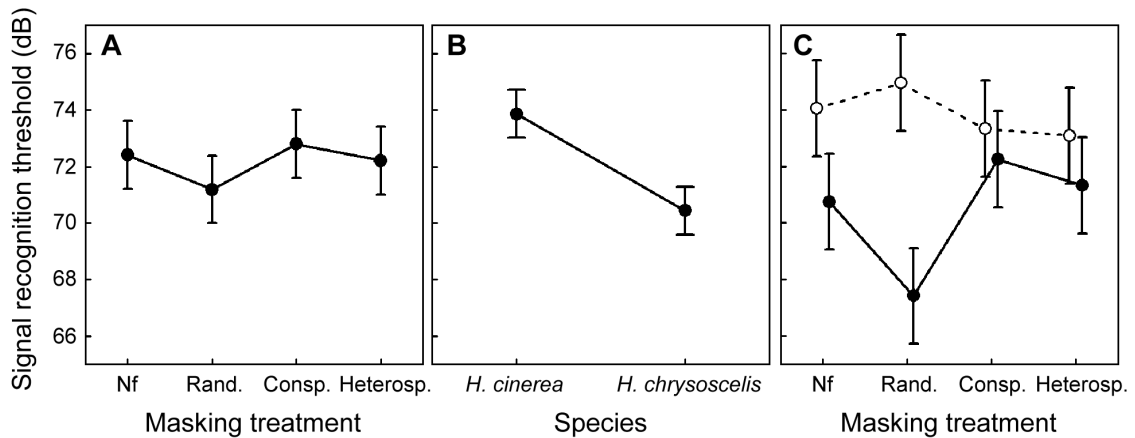 Signal recognition threshold (dB)
76
74
72
70
68
66
A
Nf Rand. Consp. Heterosp.
Masking treatment
B
H. cinerea H. chrysoscelis
Species
C
Nf Rand. Consp. Heterosp.
Masking treatment